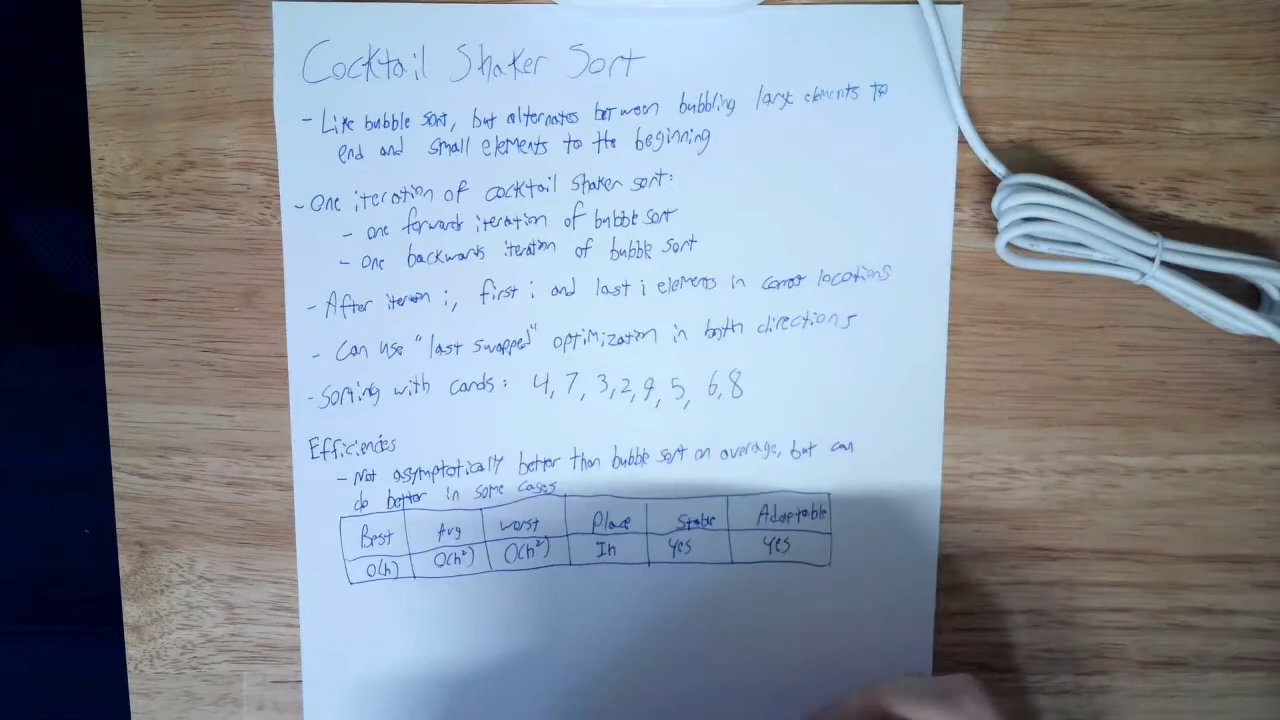 Cocktail Shaker Sort
- Like bubble sort, but alternates between bubbling large elements to
end and small elements to the beginning
- One iteration of cocktail shaker sort:
- one forwards iteration of bubble sort
- one backwards iteration of bubble sort
- After iteration i, first i and last i elements in correct locations
- Can use "last swapped" optimization in both directions
- Sorting with cards: 4, 7, 3, 2, 9, 5, 6, 8
Efficiencies
- Not asymptotically better than bubble sort on average, but can
do better in some cases
Best Avg Worst Place Stable Adaptable
O(n) O(n²) O(n²) In Yes Yes